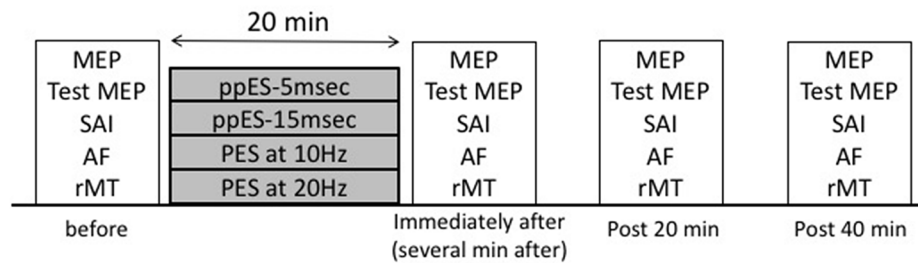 20 min
MEP
Test MEP
SAI
AF
rMT
before
ppES-5msec
ppES-15msec
PES at 10Hz
PES at 20Hz
MEP
Test MEP
SAI
AF
rMT
Immediately after
(several min after)
MEP
Test MEP
SAI
AF
rMT
Post 20 min
MEP
Test MEP
SAI
AF
rMT
Post 40 min